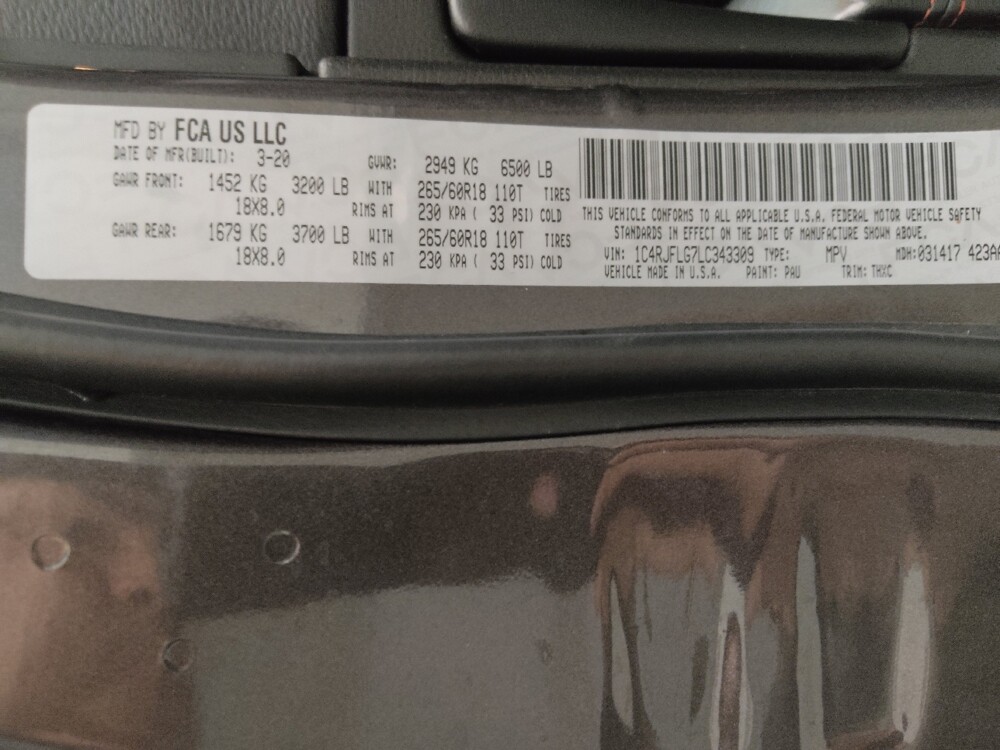 MFD BY FCA US LLC
DATE OF MFR(BUILT): 3-20 GVWR: 2949 KG 6500 LB
GAWR FRONT: 1452 KG 3200 LB WITH 265/60R18 110T TIRES
18X8.0 RIMS AT 230 KPA ( 33 PSI) COLD
GAWR REAR: 1679 KG 3700 LB WITH 265/60R18 110T TIRES
18X8.0 RIMS AT 230 KPA ( 33 PSI) COLD
THIS VEHICLE CONFORMS TO ALL APPLICABLE U.S.A. FEDERAL MOTOR VEHICLE SAFETY
STANDARDS IN EFFECT ON THE DATE OF MANUFACTURE SHOWN ABOVE.
VIN: 1C4RJFLG7LC343309 TYPE: MPV MDH: 031417
VEHICLE MADE IN U.S.A. PAINT: PAU TRIM: THXC